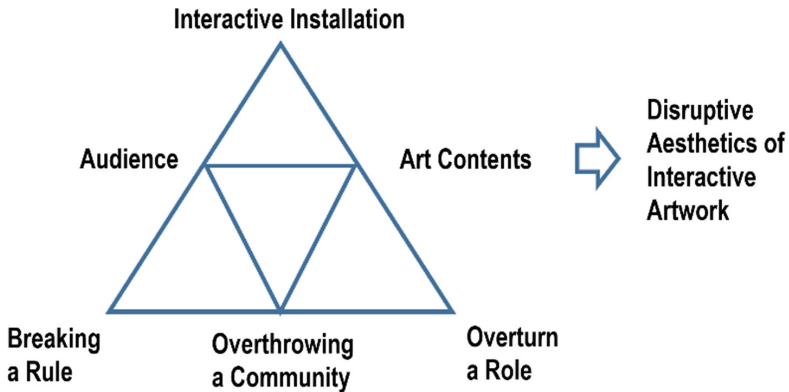 Interactive Installation
Audience
Art Contents
Disruptive
Aesthetics of
Interactive
Artwork
Breaking
a Rule
Overthrowing
a Community
Overturn
a Role